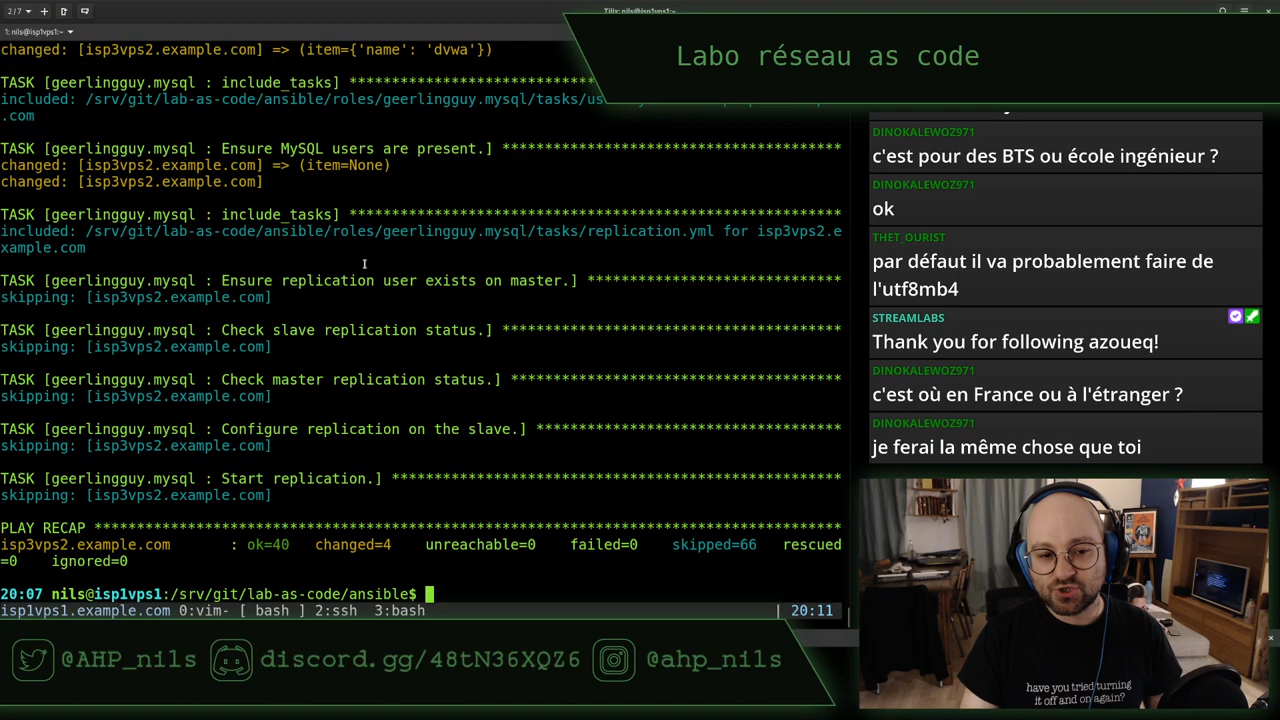 2/7
Tilix: nils@isp1vps1:~
1: nils@isp1vps1:~
changed: [isp3vps2.example.com] => (item={'name': 'dvwa'})
TASK [geerlingguy.mysql : include_tasks] ****************************
included: /srv/git/lab-as-code/ansible/roles/geerlingguy.mysql/tasks/us
.com
TASK [geerlingguy.mysql : Ensure MySQL users are present.] ****************************************
changed: [isp3vps2.example.com] => (item=None)
changed: [isp3vps2.example.com]
TASK [geerlingguy.mysql : include_tasks] **********************************************************
included: /srv/git/lab-as-code/ansible/roles/geerlingguy.mysql/tasks/replication.yml for isp3vps2.e
xample.com
TASK [geerlingguy.mysql : Ensure replication user exists on master.] ******************************
skipping: [isp3vps2.example.com]
TASK [geerlingguy.mysql : Check slave replication status.] ****************************************
skipping: [isp3vps2.example.com]
TASK [geerlingguy.mysql : Check master replication status.] ***************************************
skipping: [isp3vps2.example.com]
TASK [geerlingguy.mysql : Configure replication on the slave.] ************************************
skipping: [isp3vps2.example.com]
TASK [geerlingguy.mysql : Start replication.] *****************************************************
skipping: [isp3vps2.example.com]
PLAY RECAP ****************************************************************************************
isp3vps2.example.com : ok=40 changed=4 unreachable=0 failed=0 skipped=66 rescued
=0 ignored=0
20:07 nils@isp1vps1:/srv/git/lab-as-code/ansible$
isp1vps1.example.com 0:vim- [ bash ] 2:ssh 3:bash | 20:11
Labo réseau as code
DINOKALEWOZ971
c'est pour des BTS ou école ingénieur ?
DINOKALEWOZ971
ok
THET_OURIST
par défaut il va probablement faire de
l'utf8mb4
STREAMLABS
Thank you for following azoueq!
DINOKALEWOZ971
c'est où en France ou à l'étranger ?
DINOKALEWOZ971
je ferai la même chose que toi
have you tried turning
it off and on again?
@AHP_nils discord.gg/48tN36XQZ6 @ahp_nils